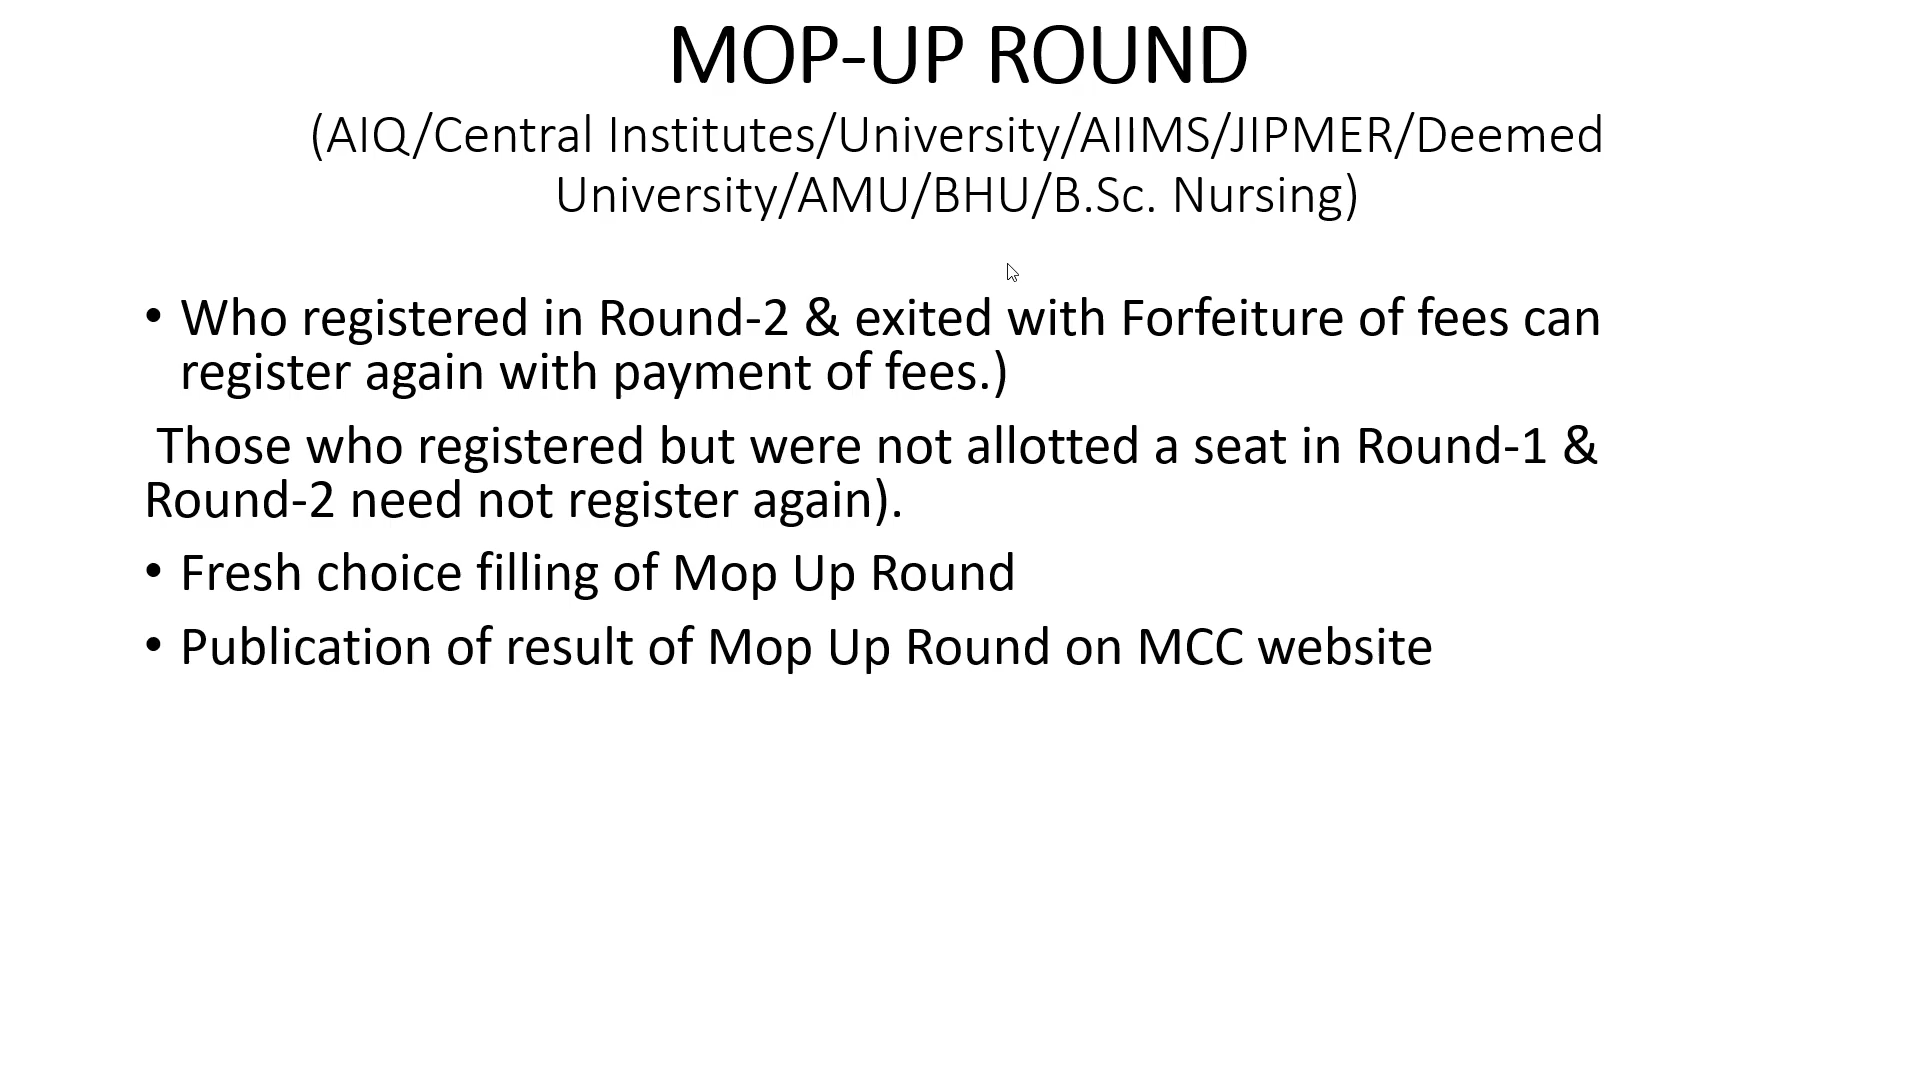 MOP-UP ROUND
(AIQ/Central Institutes/University/AIIMS/JIPMER/Deemed
University/AMU/BHU/B.Sc. Nursing)
• Who registered in Round-2 & exited with Forfeiture of fees can
register again with payment of fees.)
Those who registered but were not allotted a seat in Round-1 &
Round-2 need not register again).
• Fresh choice filling of Mop Up Round
• Publication of result of Mop Up Round on MCC website